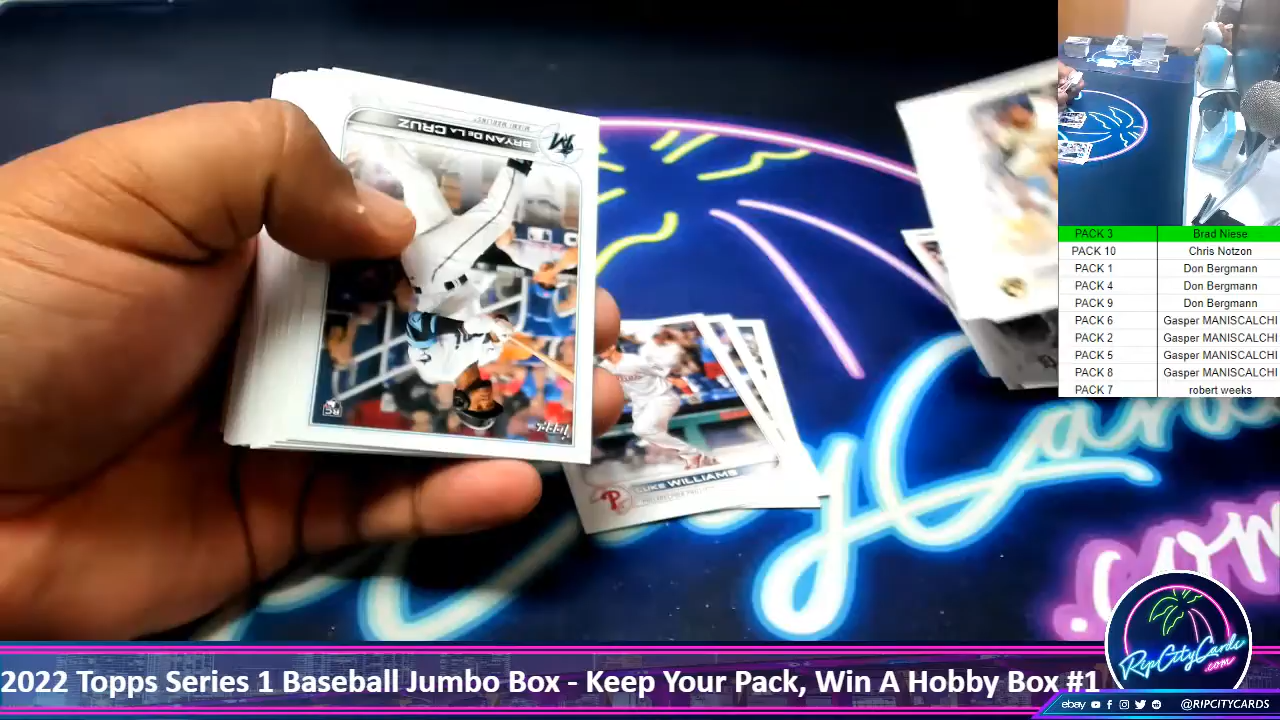 BRYAN DE LA CRUZ
MIAMI MARLINS
RC
Topps
LUKE WILLIAMS
PACK 3 Brad Niese
PACK 10 Chris Notzon
PACK 1 Don Bergmann
PACK 4 Don Bergmann
PACK 9 Don Bergmann
PACK 6 Gasper MANISCALCHI
PACK 2 Gasper MANISCALCHI
PACK 5 Gasper MANISCALCHI
PACK 8 Gasper MANISCALCHI
PACK 7 robert weeks
.com
RipCityCards
.com
2022 Topps Series 1 Baseball Jumbo Box - Keep Your Pack, Win A Hobby Box #1
ebay @RIPCITYCARDS